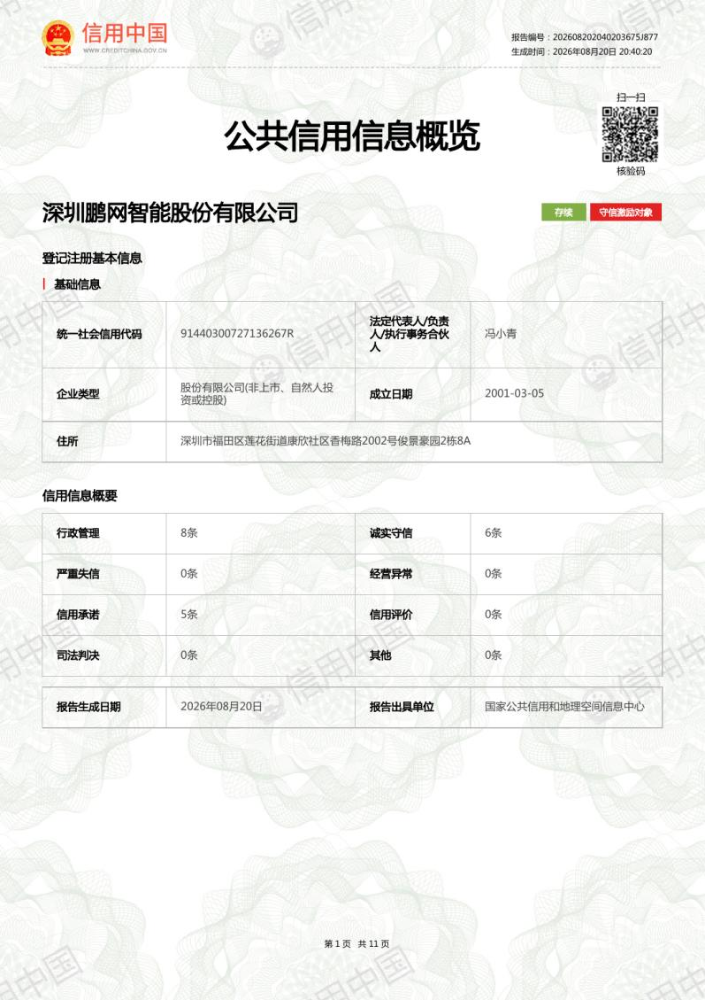 信用中国
WWW.CREDITCHINA.GOV.CN
报告编号：202608202040203675J877
生成时间：2026年08月20日 20:40:20
扫一扫
核验码
公共信用信息概览
深圳鹏网智能股份有限公司
存续
守信激励对象
登记注册基本信息
基础信息
统一社会信用代码
91440300727136267R
法定代表人/负责
人/执行事务合伙
人
冯小青
企业类型
股份有限公司(非上市、自然人投
资或控股)
成立日期
2001-03-05
住所
深圳市福田区莲花街道康欣社区香梅路2002号俊景豪园2栋8A
信用信息概要
行政管理
8条
诚实守信
6条
严重失信
0条
经营异常
0条
信用承诺
5条
信用评价
0条
司法判决
0条
其他
0条
报告生成日期
2026年08月20日
报告出具单位
国家公共信用和地理空间信息中心
第 1 页 共 11 页